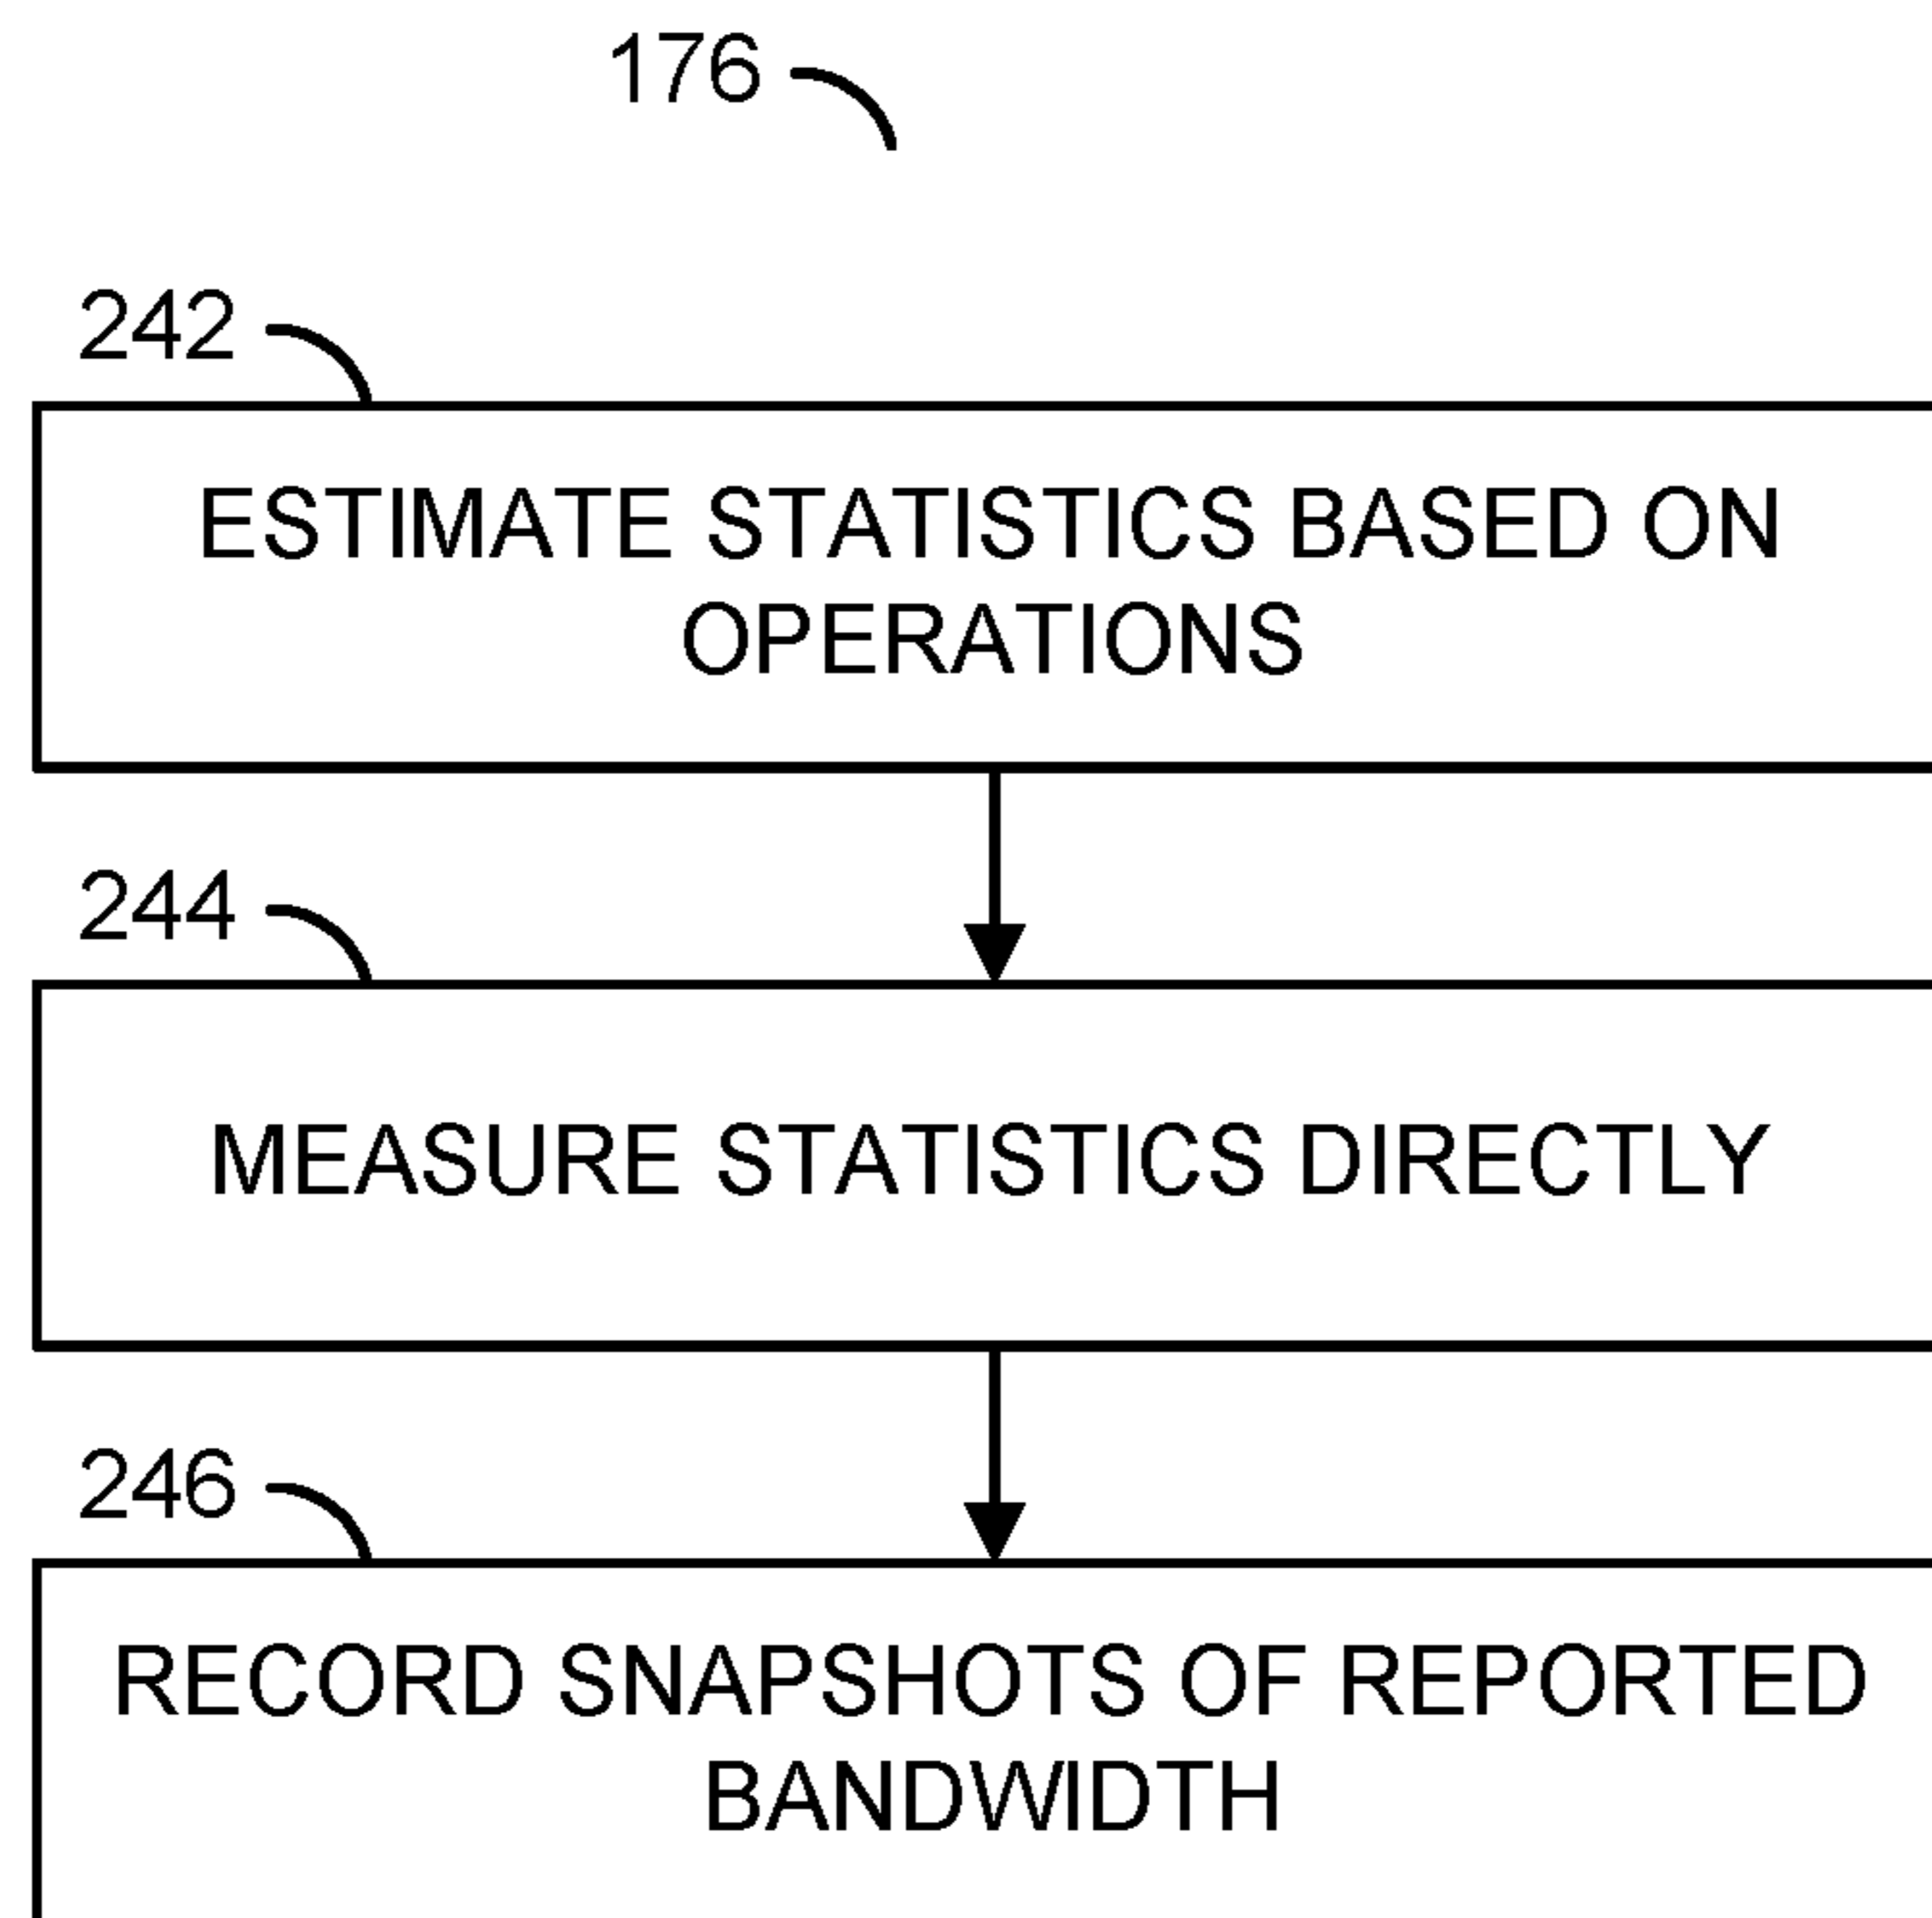 176
242
ESTIMATE STATISTICS BASED ON
OPERATIONS
244
MEASURE STATISTICS DIRECTLY
246
RECORD SNAPSHOTS OF REPORTED
BANDWIDTH